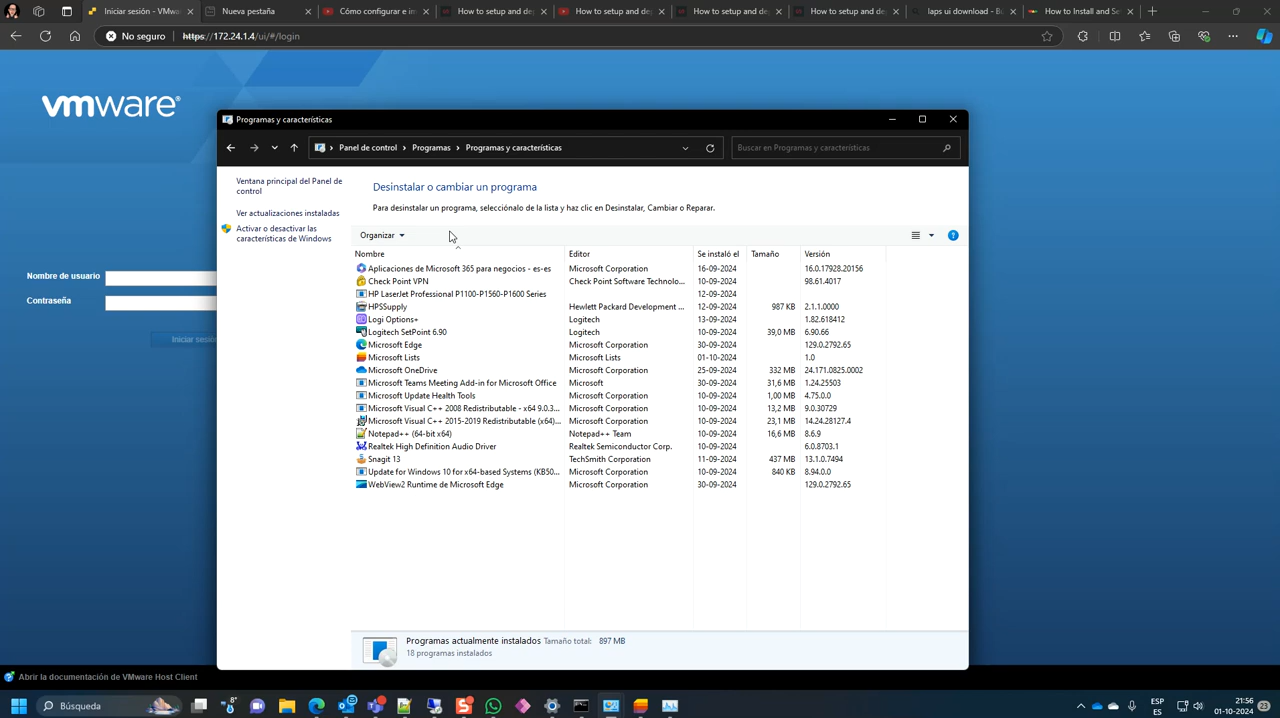 Iniciar sesión - VMwa
Nueva pestaña
Cómo configurar e im
How to setup and dep
How to setup and dep
How to setup and dep
How to setup and dep
laps ui download - Bú
How to Install and Set
No seguro
https://172.24.1.4/ui/#/login
vmware®
Nombre de usuario
Contraseña
Iniciar sesión
Programas y características
Panel de control > Programas > Programas y características
Buscar en Programas y características
Ventana principal del Panel de
control
Ver actualizaciones instaladas
Activar o desactivar las
características de Windows
Desinstalar o cambiar un programa
Para desinstalar un programa, selecciónalo de la lista y haz clic en Desinstalar, Cambiar o Reparar.
Organizar
Nombre Editor Se instaló el Tamaño Versión
Aplicaciones de Microsoft 365 para negocios - es-es Microsoft Corporation 16-09-2024 16.0.17928.20156
Check Point VPN Check Point Software Technolo... 12-09-2024 98.61.4017
HP LaserJet Professional P1100-P1560-P1600 Series 12-09-2024
HPSSupply Hewlett Packard Development ... 12-09-2024 987 KB 2.1.1.0000
Logi Options+ Logitech 13-09-2024 1.82.618412
Logitech SetPoint 6.90 Logitech 10-09-2024 39,0 MB 6.90.66
Microsoft Edge Microsoft Corporation 30-09-2024 129.0.2792.65
Microsoft Lists Microsoft Lists 01-10-2024 1.0
Microsoft OneDrive Microsoft Corporation 25-09-2024 332 MB 24.171.0825.0002
Microsoft Teams Meeting Add-in for Microsoft Office Microsoft 30-09-2024 31,6 MB 1.24.25503
Microsoft Update Health Tools Microsoft Corporation 10-09-2024 1,00 MB 4.75.0.0
Microsoft Visual C++ 2008 Redistributable - x64 9.0.3... Microsoft Corporation 10-09-2024 13,2 MB 9.0.30729
Microsoft Visual C++ 2015-2019 Redistributable (x64)... Microsoft Corporation 10-09-2024 23,1 MB 14.24.28127.4
Notepad++ (64-bit x64) Notepad++ Team 10-09-2024 16,6 MB 8.6.9
Realtek High Definition Audio Driver Realtek Semiconductor Corp. 10-09-2024 6.0.8703.1
Snagit 13 TechSmith Corporation 11-09-2024 437 MB 13.1.0.7494
Update for Windows 10 for x64-based Systems (KB50... Microsoft Corporation 10-09-2024 840 KB 8.94.0.0
WebView2 Runtime de Microsoft Edge Microsoft Corporation 30-09-2024 129.0.2792.65
Programas actualmente instalados Tamaño total: 897 MB
18 programas instalados
Abrir la documentación de VMware Host Client
Búsqueda
8°
ESP
ES
21:56
01-10-2024
23